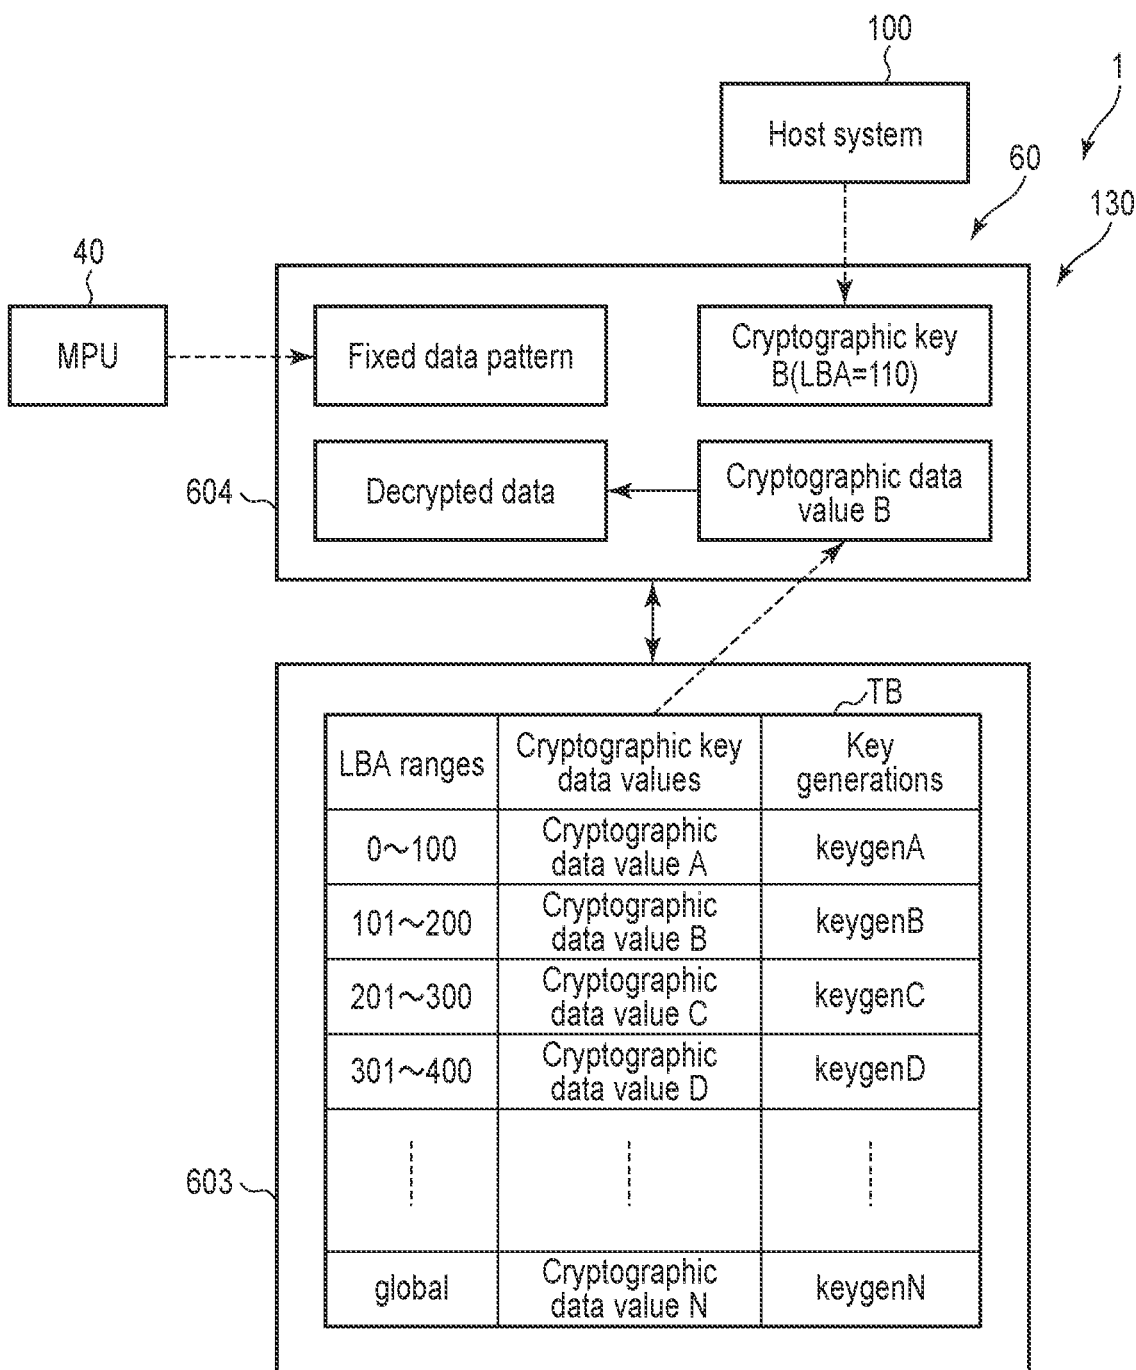 100
Host system
1
60
130
40
MPU
Fixed data pattern
Cryptographic key
B(LBA=110)
604
Decrypted data
Cryptographic data
value B
TB
LBA ranges
Cryptographic key
data values
Key
generations
0～100
Cryptographic
data value A
keygenA
101～200
Cryptographic
data value B
keygenB
201～300
Cryptographic
data value C
keygenC
301～400
Cryptographic
data value D
keygenD
603
global
Cryptographic
data value N
keygenN